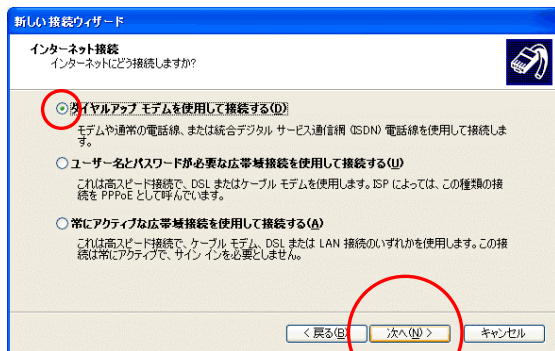 新しい接続ウィザード
インターネット接続
インターネットにどう接続しますか?
ダイヤルアップ モデムを使用して接続する(D)
モデムや通常の電話線、または統合デジタル サービス通信網 (ISDN) 電話線を使用して接続しま
す。
ユーザー名とパスワードが必要な広帯域接続を使用して接続する(U)
これは高スピード接続で、DSL またはケーブル モデムを使用します。ISP によっては、この種類の接
続を PPPoE として呼んでいます。
常にアクティブな広帯域接続を使用して接続する(A)
これは高スピード接続で、ケーブル モデム、DSL または LAN 接続のいずれかを使用します。この接
続は常にアクティブで、サイン インを必要としません。
< 戻る(B) 次へ(N) > キャンセル